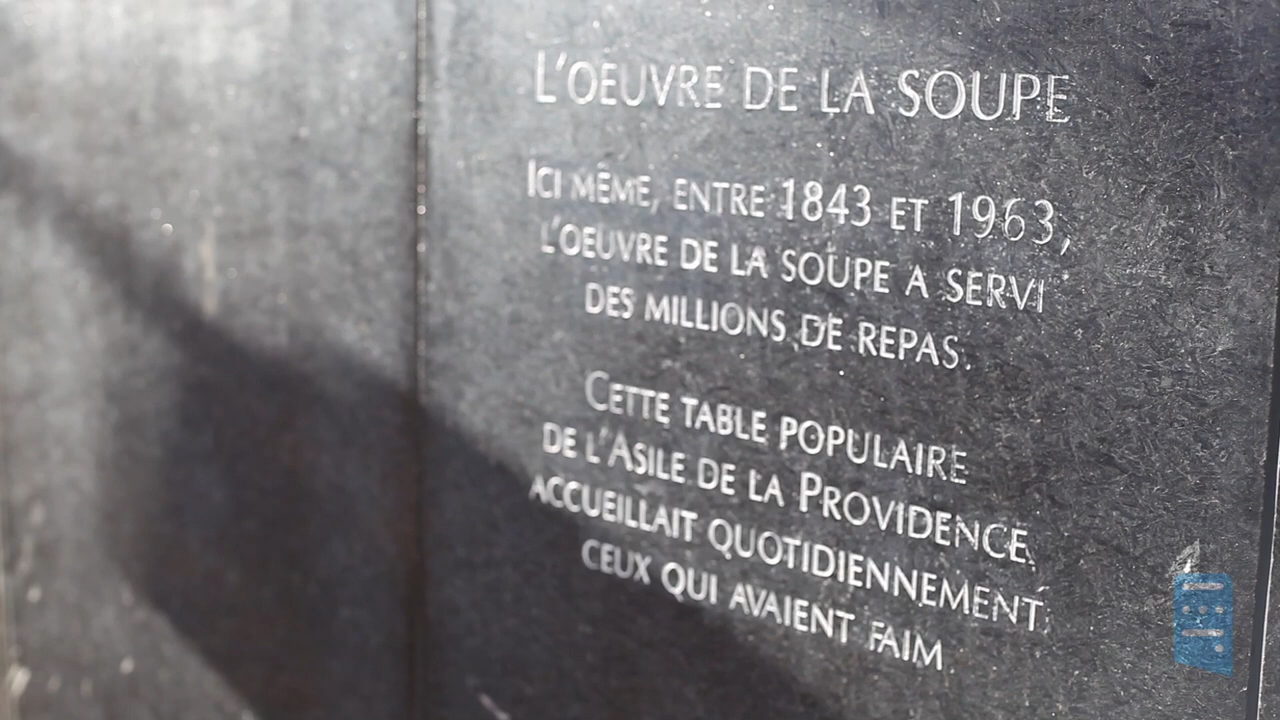 L'OEUVRE DE LA SOUPE
ICI MÊME, ENTRE 1843 ET 1963,
L'OEUVRE DE LA SOUPE A SERVI
DES MILLIONS DE REPAS.
CETTE TABLE POPULAIRE
DE L'ASILE DE LA PROVIDENCE
ACCUEILLAIT QUOTIDIENNEMENT
CEUX QUI AVAIENT FAIM